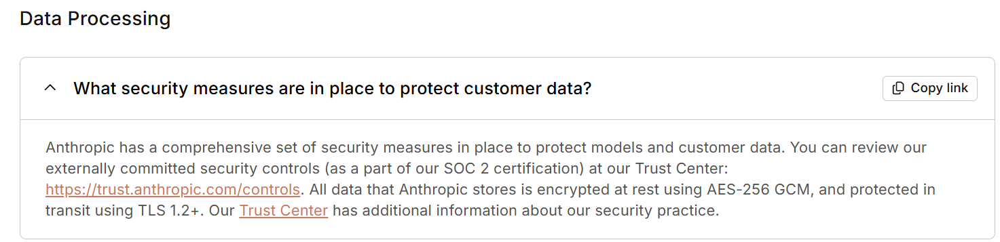 Data Processing
What security measures are in place to protect customer data?
Copy link
Anthropic has a comprehensive set of security measures in place to protect models and customer data. You can review our
externally committed security controls (as a part of our SOC 2 certification) at our Trust Center:
https://trust.anthropic.com/controls. All data that Anthropic stores is encrypted at rest using AES-256 GCM, and protected in
transit using TLS 1.2+. Our Trust Center has additional information about our security practice.